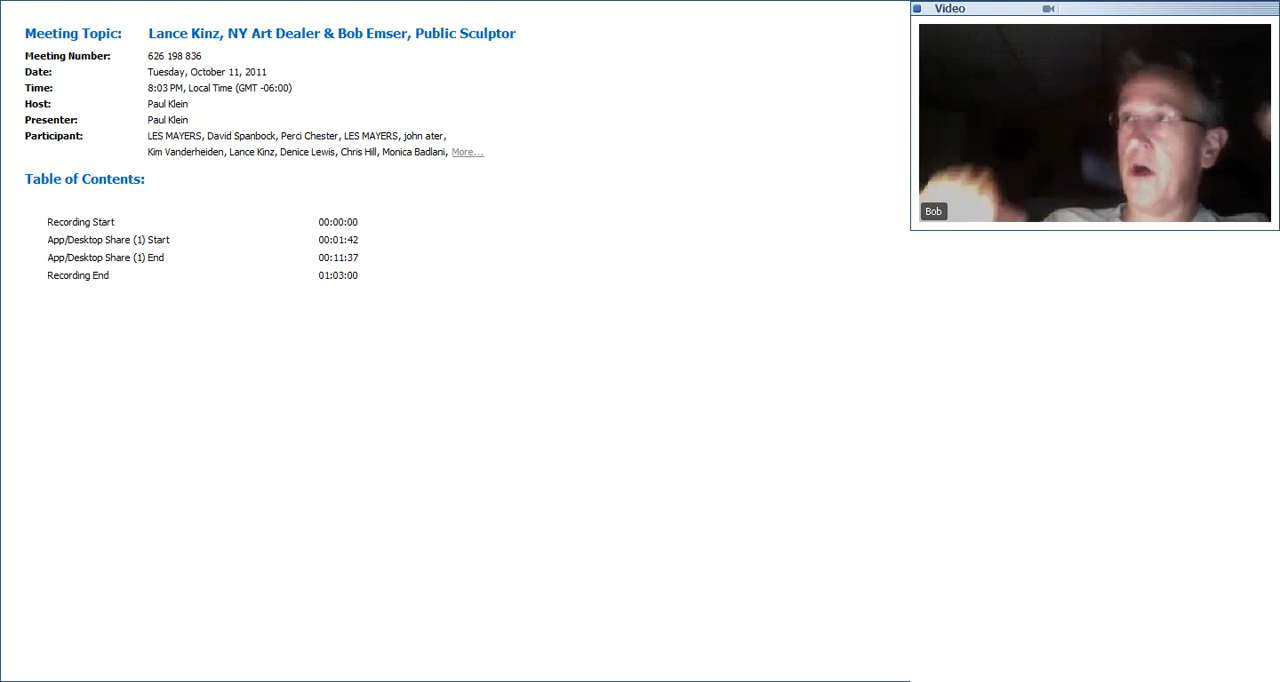 Meeting Topic: Lance Kinz, NY Art Dealer & Bob Emser, Public Sculptor
Meeting Number: 626 198 836
Date: Tuesday, October 11, 2011
Time: 8:03 PM, Local Time (GMT -06:00)
Host: Paul Klein
Presenter: Paul Klein
Participant: LES MAYERS, David Spanbock, Perci Chester, LES MAYERS, john ater,
Kim Vanderheiden, Lance Kinz, Denice Lewis, Chris Hill, Monica Badlani, More...
Table of Contents:
Recording Start 00:00:00
App/Desktop Share (1) Start 00:01:42
App/Desktop Share (1) End 00:11:37
Recording End 01:03:00
Video
Bob